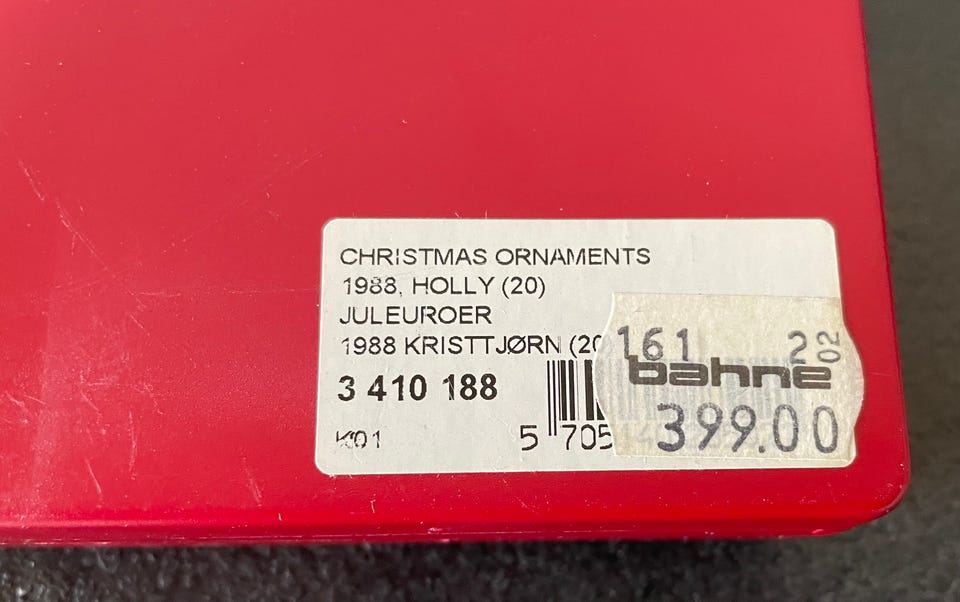 CHRISTMAS ORNAMENTS
1988, HOLLY (20)
JULEUROER
1988 KRISTTJØRN (20
3 410 188
K01
5 705
161 2 02
bahne
399.00